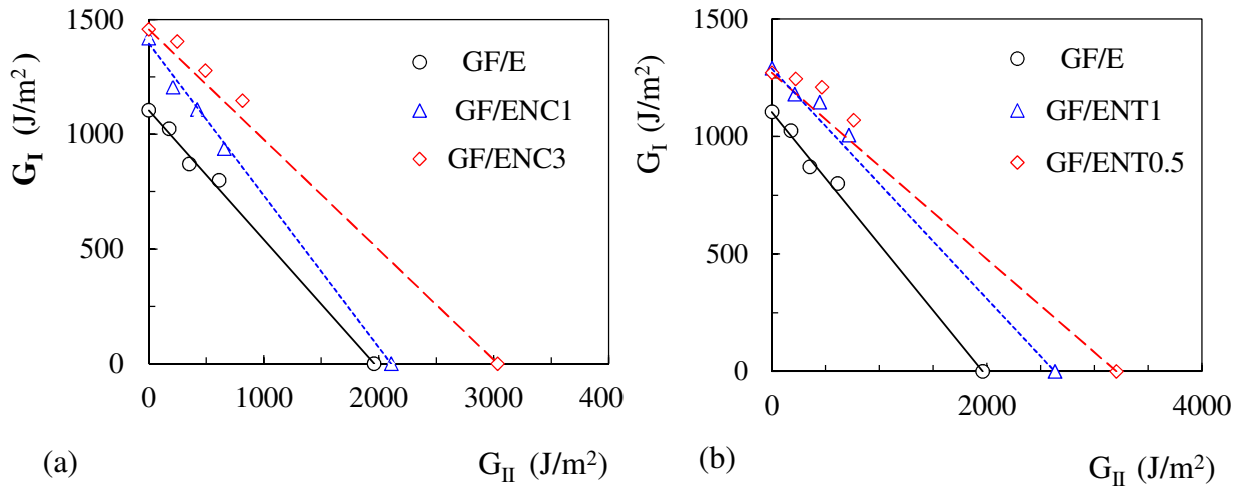 1500
1000
500
0
G_I (J/m²)
GF/E
GF/ENC1
GF/ENC3
0
1000
2000
3000
400
(a)
G_II (J/m²)
1500
1000
500
0
G_I (J/m²)
GF/E
GF/ENT1
GF/ENT0.5
0
2000
4000
(b)
G_II (J/m²)